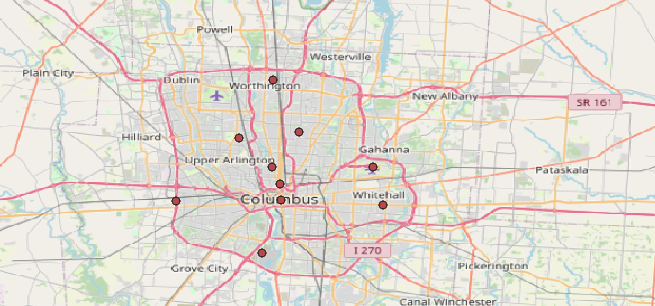 Powell
Westerville
Plain City
Dublin
Worthington
New Albany
SR 161
Hilliard
Gahanna
Upper Arlington
Pataskala
Whitehall
Columbus
I 270
Grove City
Pickerington
Canal Winchester